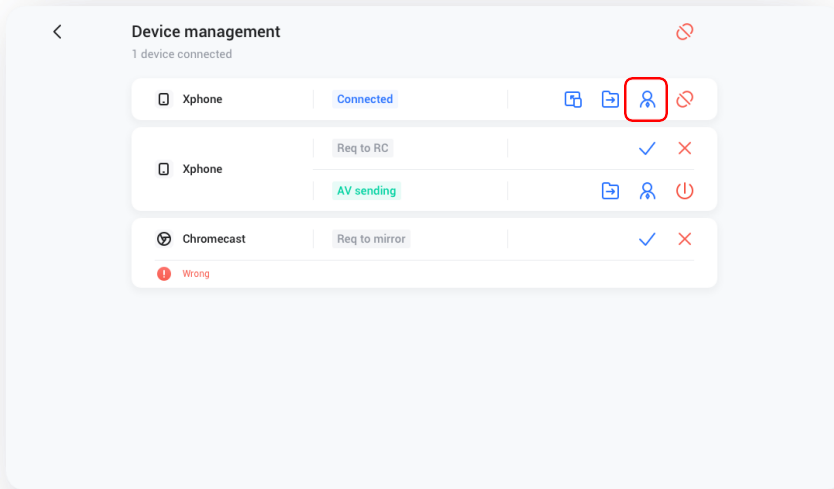 Device management
1 device connected
Xphone Connected
Xphone
Req to RC
AV sending
Chromecast Req to mirror
Wrong